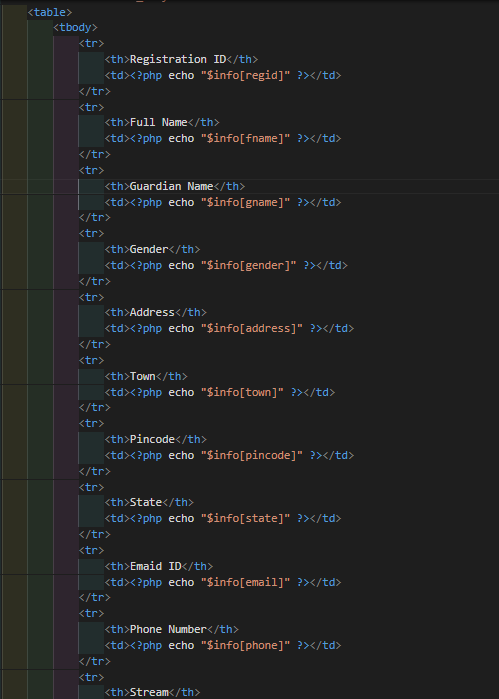 <table>
<tbody>
<tr>
<th>Registration ID</th>
<td><?php echo "$info[regid]" ?></td>
</tr>
<tr>
<th>Full Name</th>
<td><?php echo "$info[fname]" ?></td>
</tr>
<tr>
<th>Guardian Name</th>
<td><?php echo "$info[gname]" ?></td>
</tr>
<tr>
<th>Gender</th>
<td><?php echo "$info[gender]" ?></td>
</tr>
<tr>
<th>Address</th>
<td><?php echo "$info[address]" ?></td>
</tr>
<tr>
<th>Town</th>
<td><?php echo "$info[town]" ?></td>
</tr>
<tr>
<th>Pincode</th>
<td><?php echo "$info[pincode]" ?></td>
</tr>
<tr>
<th>State</th>
<td><?php echo "$info[state]" ?></td>
</tr>
<tr>
<th>Emaid ID</th>
<td><?php echo "$info[email]" ?></td>
</tr>
<tr>
<th>Phone Number</th>
<td><?php echo "$info[phone]" ?></td>
</tr>
<tr>
<th>Stream</th>